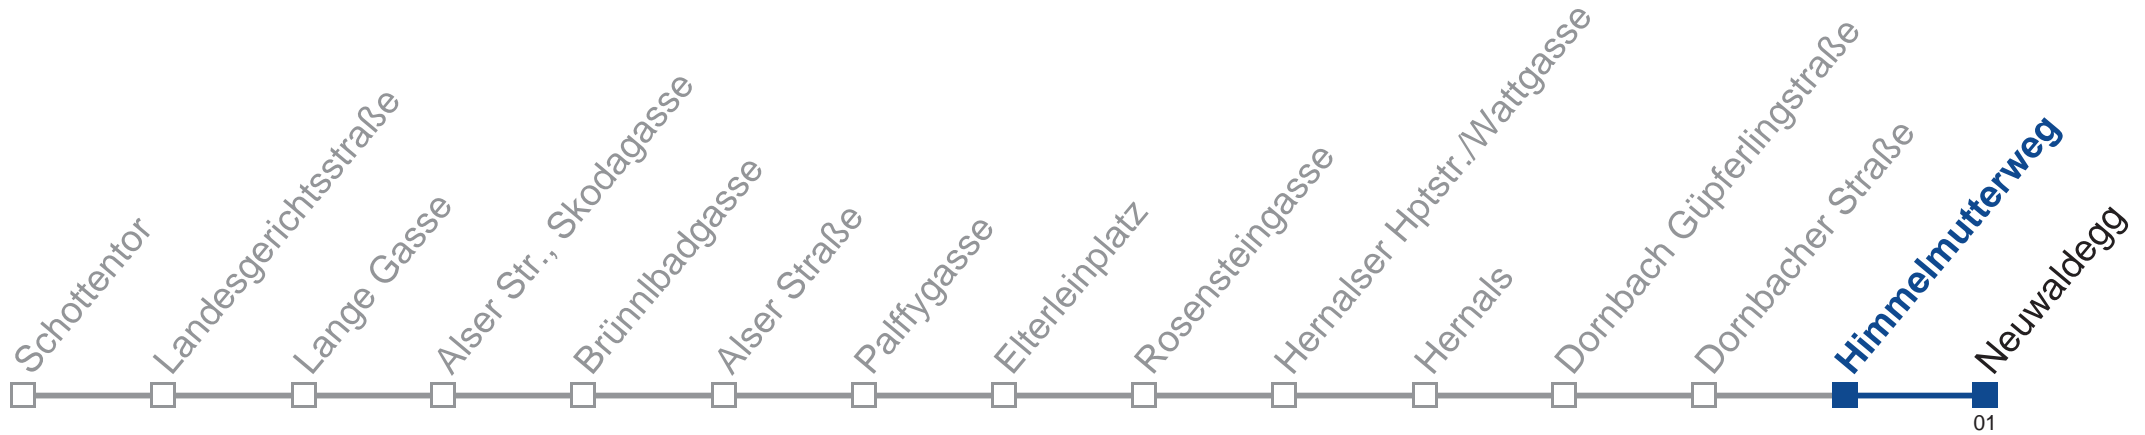 Schottentor
Landesgerichtsstraße
Lange Gasse
Alser Str., Skodagasse
Brünnlbadgasse
Alser Straße
Palffygasse
Elterleinplatz
Rosensteingasse
Hernalser Hptstr./Wattgasse
Hernals
Dornbach Güpferlingstraße
Dornbacher Straße
Himmelmutterweg
Neuwaldegg
01